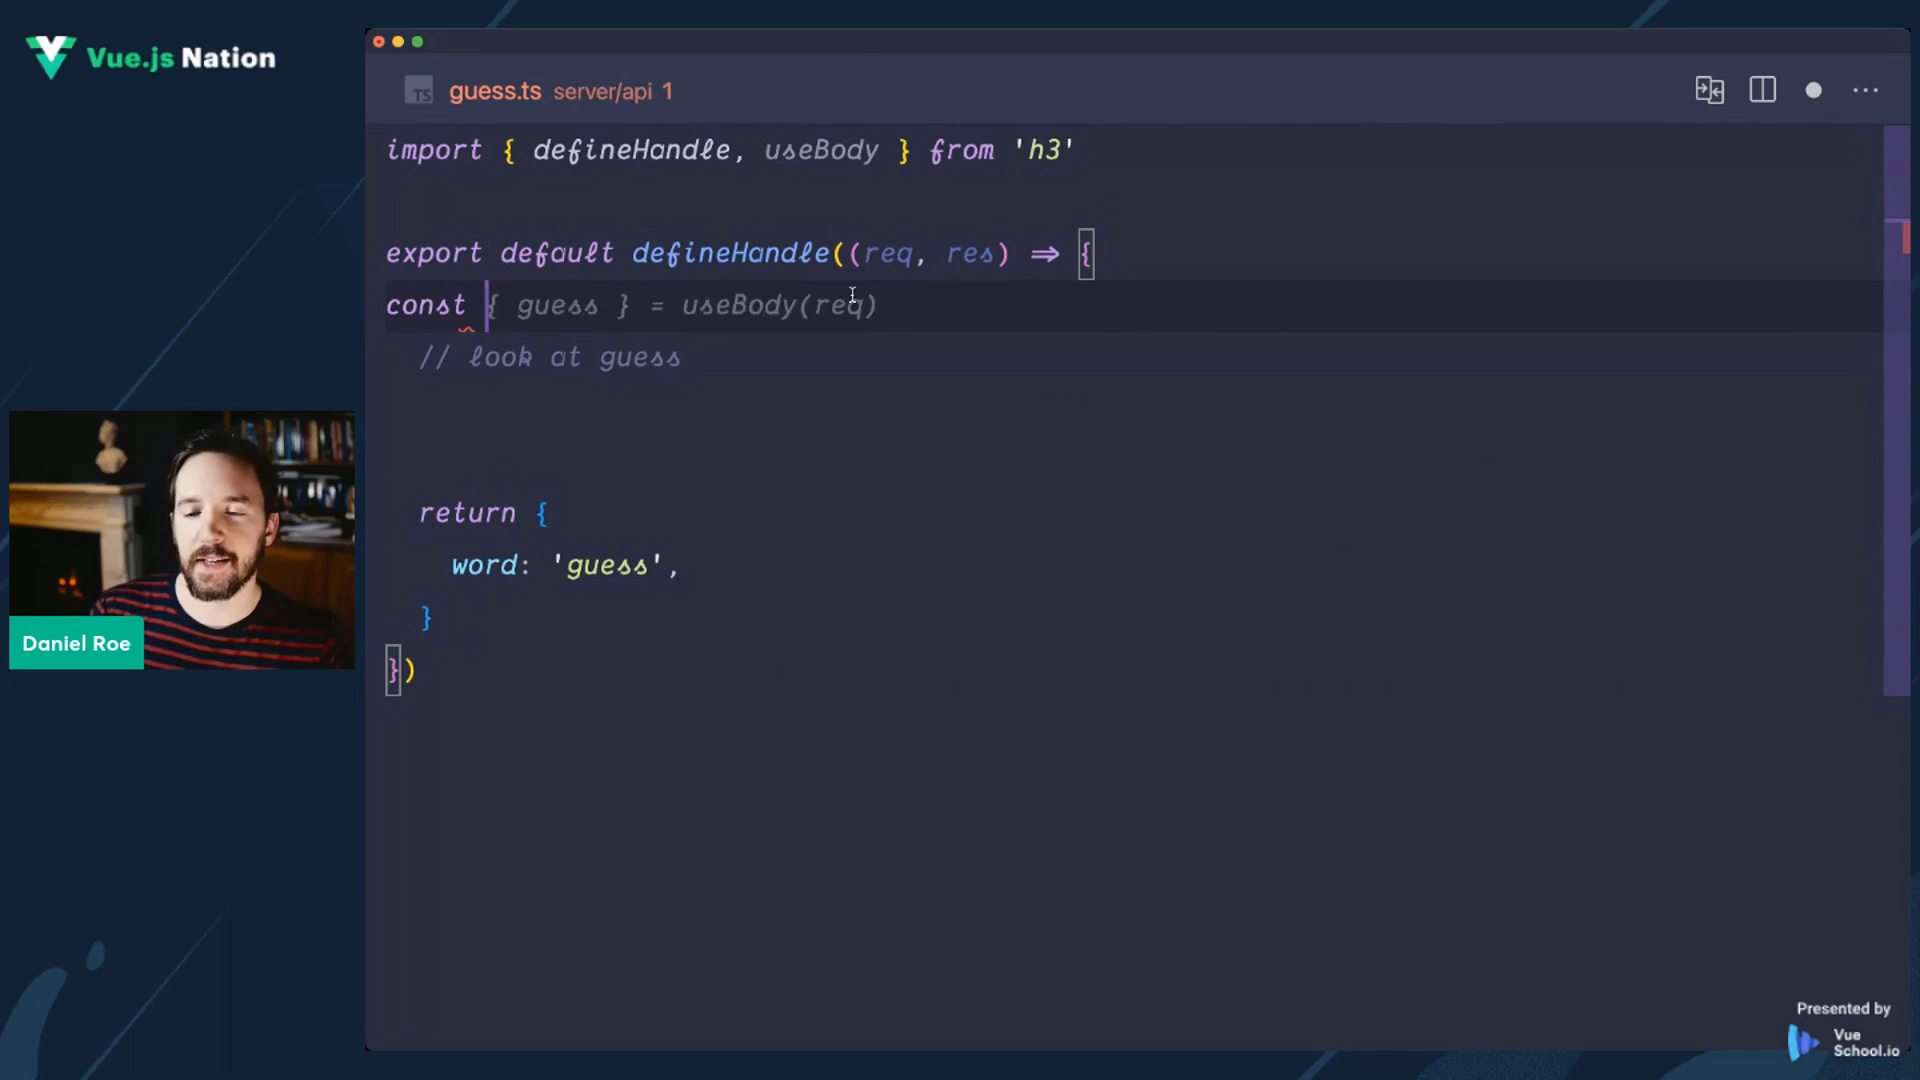 Vue.js Nation
TS guess.ts server/api 1
import { defineHandle, useBody } from 'h3'
export default defineHandle((req, res) => {
const { guess } = useBody(req)
// look at guess
return {
word: 'guess',
}
})
Daniel Roe
Presented by
Vue
School.io